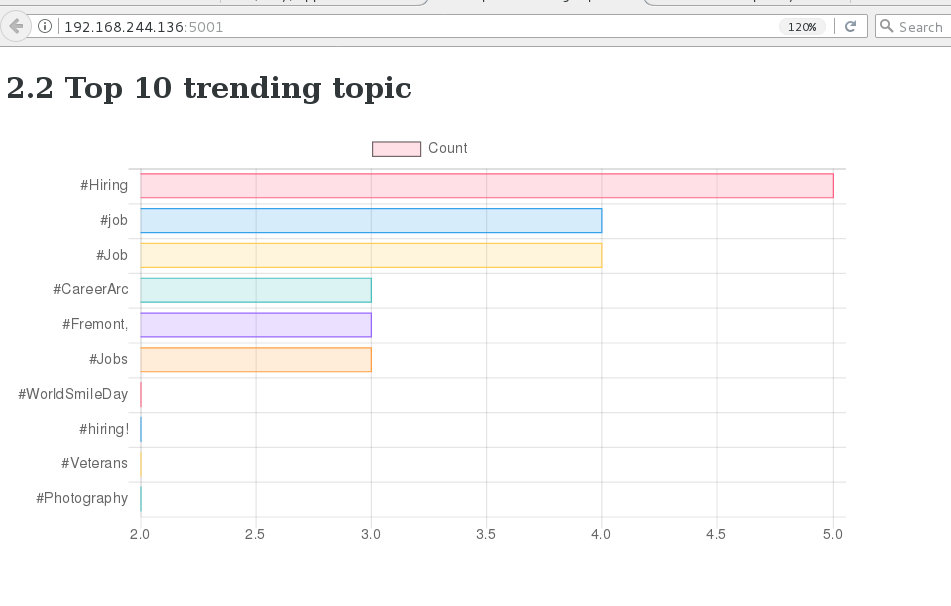 192.168.244.136:5001
120%
Search
2.2 Top 10 trending topic
Count
#Hiring
#job
#Job
#CareerArc
#Fremont,
#Jobs
#WorldSmileDay
#hiring!
#Veterans
#Photography
2.0 2.5 3.0 3.5 4.0 4.5 5.0